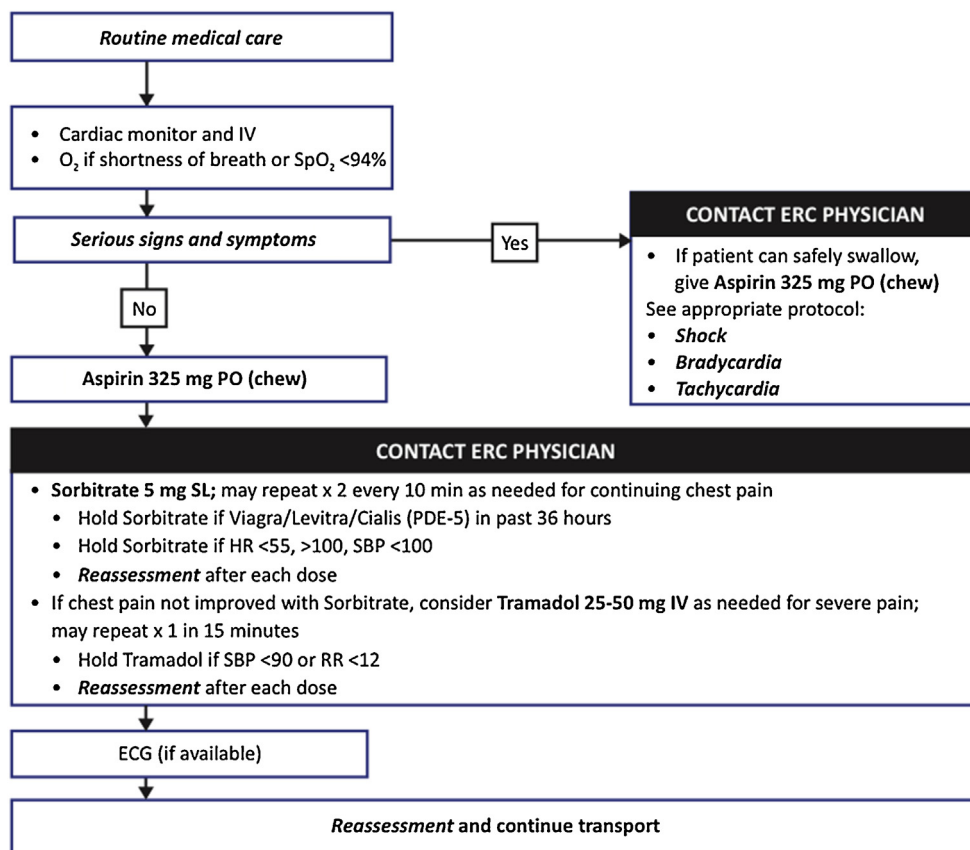 Routine medical care
• Cardiac monitor and IV
• O₂ if shortness of breath or SpO₂ <94%
Serious signs and symptoms
Yes
CONTACT ERC PHYSICIAN
• If patient can safely swallow,
give Aspirin 325 mg PO (chew)
See appropriate protocol:
• Shock
• Bradycardia
• Tachycardia
No
Aspirin 325 mg PO (chew)
CONTACT ERC PHYSICIAN
• Sorbitrate 5 mg SL; may repeat x 2 every 10 min as needed for continuing chest pain
• Hold Sorbitrate if Viagra/Levitra/Cialis (PDE-5) in past 36 hours
• Hold Sorbitrate if HR <55, >100, SBP <100
• Reassessment after each dose
• If chest pain not improved with Sorbitrate, consider Tramadol 25-50 mg IV as needed for severe pain;
may repeat x 1 in 15 minutes
• Hold Tramadol if SBP <90 or RR <12
• Reassessment after each dose
ECG (if available)
Reassessment and continue transport